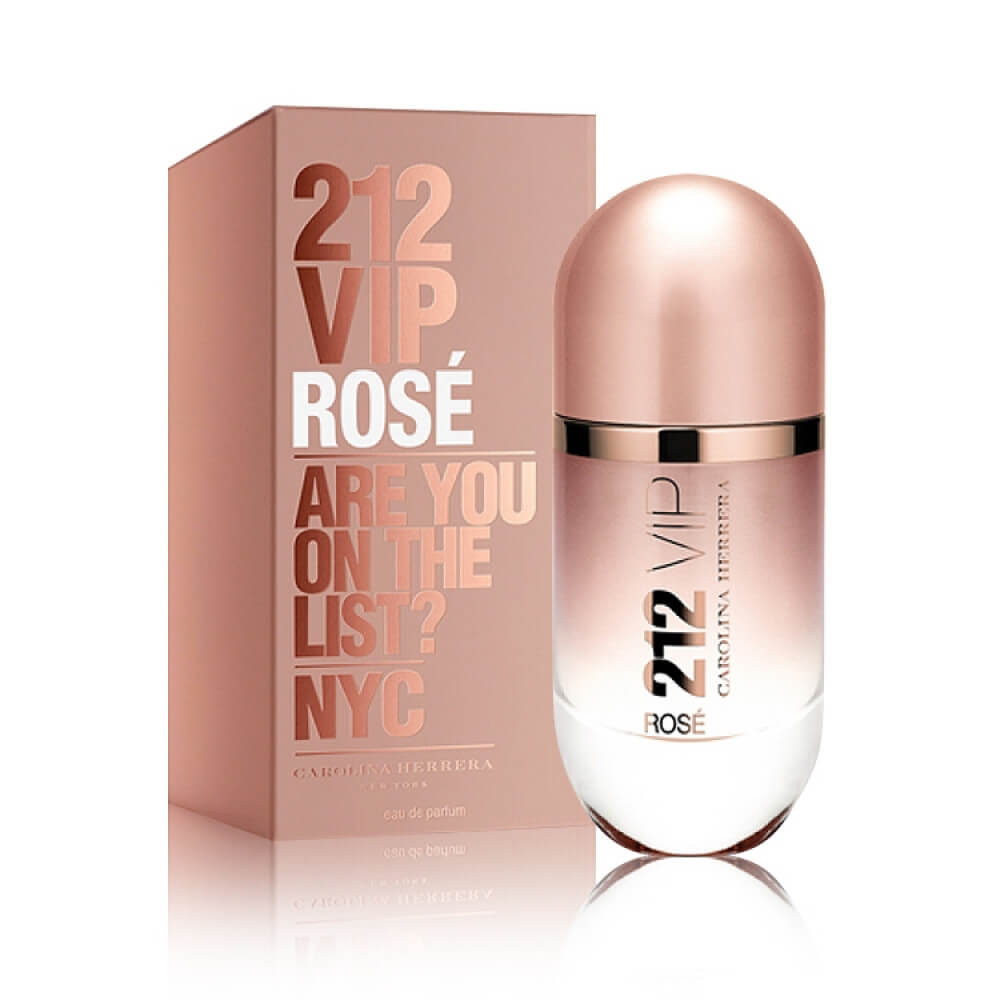 212
VIP
ROSÉ
ARE YOU
ON THE
LIST?
NYC
CAROLINA HERRERA
NEW YORK
eau de parfum
212 VIP
ROSÉ
CAROLINA HERRERA